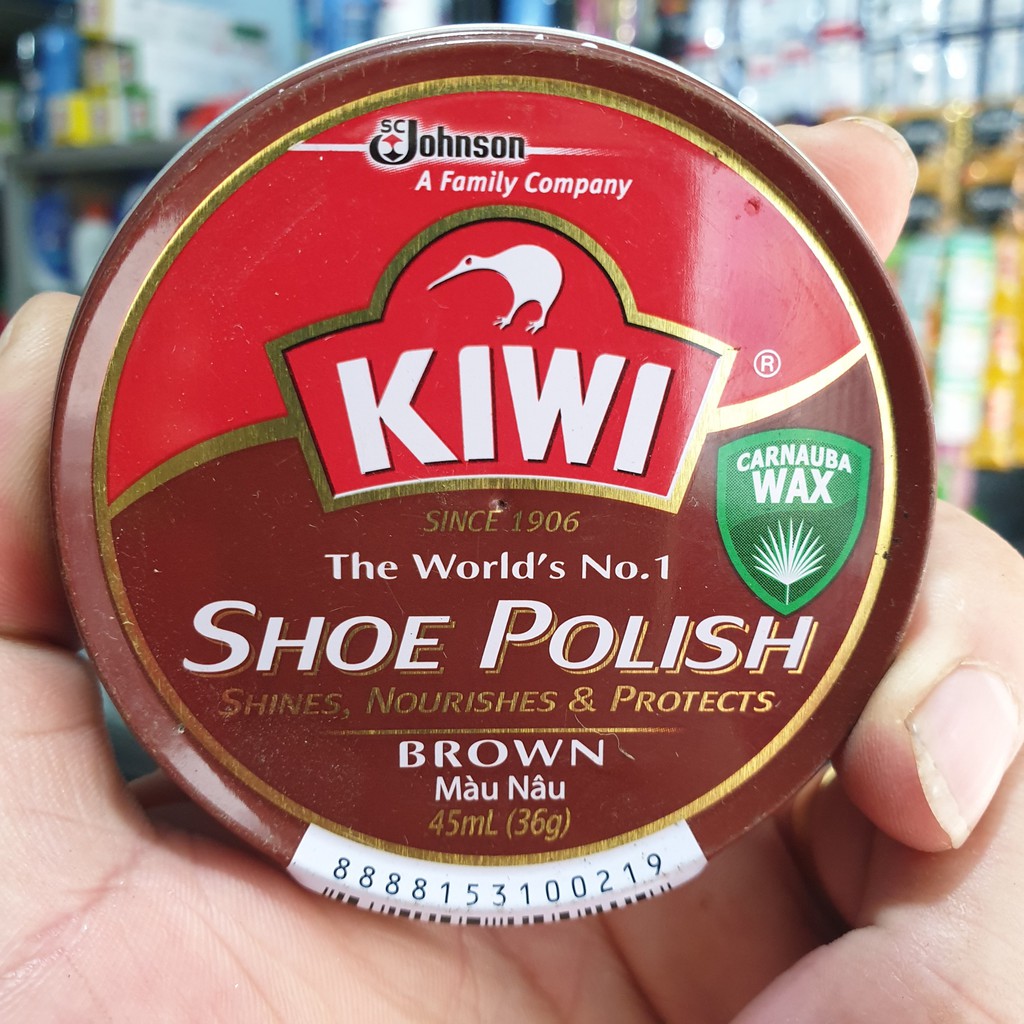 SC Johnson
A Family Company
KIWI
®
CARNAUBA
WAX
SINCE 1906
The World's No.1
SHOE POLISH
SHINES, NOURISHES & PROTECTS
BROWN
Màu Nâu
45mL (36g)
8888153100219